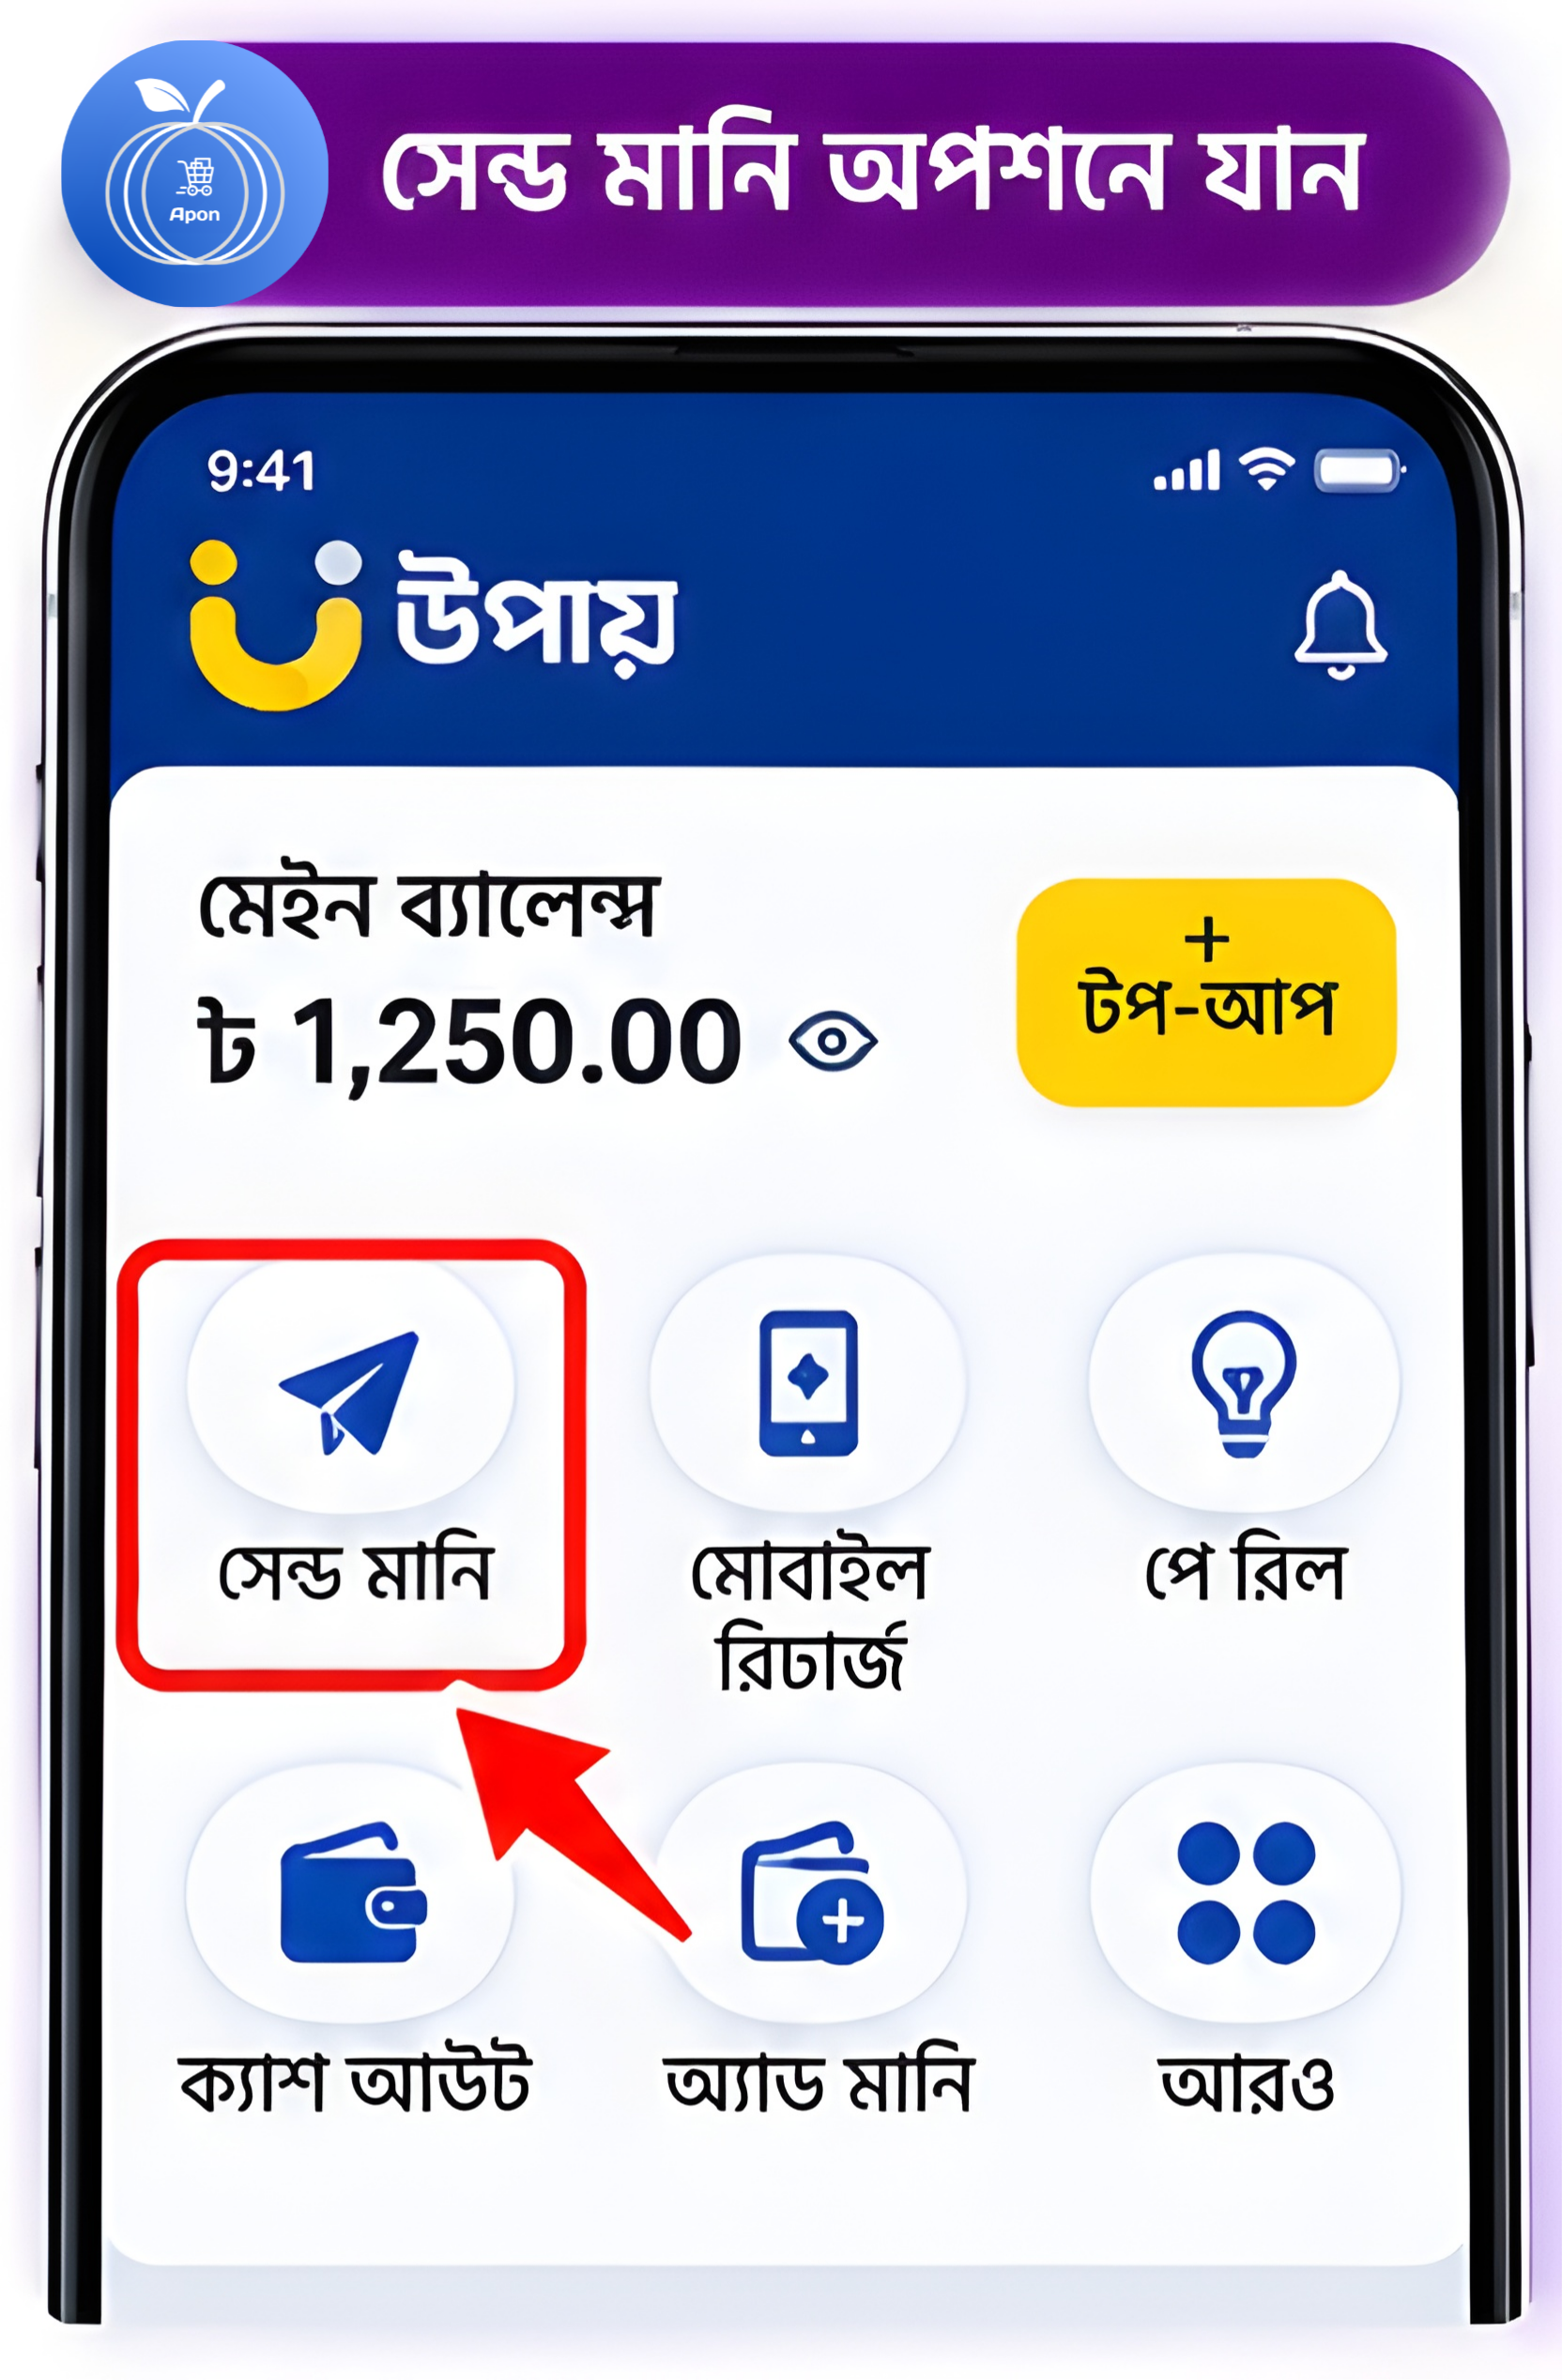 Apon
সেন্ড মানি অপশনে যান
9:41
উপায়
মেইন ব্যালেন্স
৳ 1,250.00
+
টপ-আপ
সেন্ড মানি
মোবাইল
রিচার্জ
পে রিল
ক্যাশ আউট
অ্যাড মানি
আরও